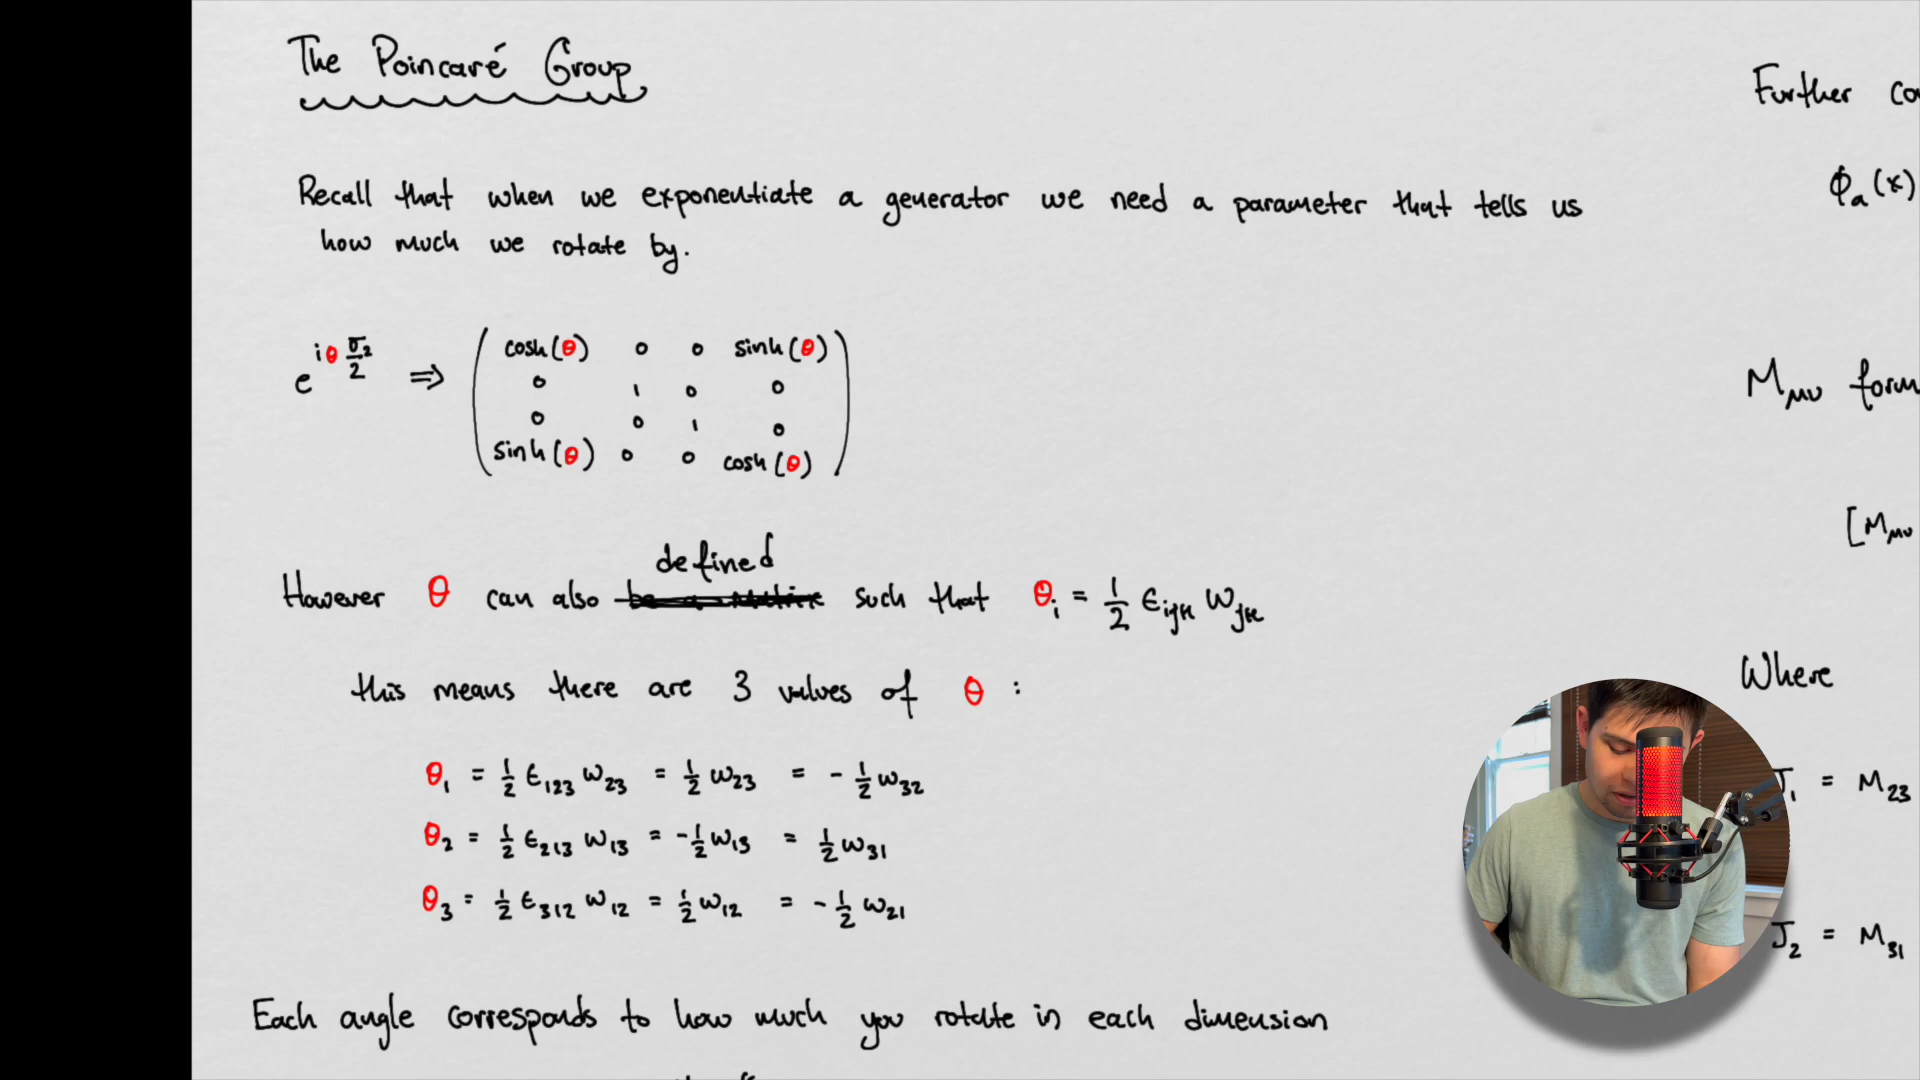 The Poincaré Group
Recall that when we exponentiate a generator we need a parameter that tells us
how much we rotate by.
e^{iθ σ₂/2} ⇒ ( cosh(θ) 0 0 sinh(θ)
0 1 0 0
0 0 1 0
sinh(θ) 0 0 cosh(θ) )
defined
However θ can also such that θᵢ = 1/2 ϵᵢⱼₖ ωⱼₖ
this means there are 3 values of θ :
θ₁ = 1/2 ϵ₁₂₃ ω₂₃ = 1/2 ω₂₃ = - 1/2 ω₃₂
θ₂ = 1/2 ϵ₂₁₃ ω₁₃ = - 1/2 ω₁₃ = 1/2 ω₃₁
θ₃ = 1/2 ϵ₃₁₂ ω₁₂ = 1/2 ω₁₂ = - 1/2 ω₂₁
Each angle corresponds to how much you rotate in each dimension
Further co
ϕₐ(x)
M_{μν} form
[M_{μν}
Where
J₁ = M₂₃
J₂ = M₃₁